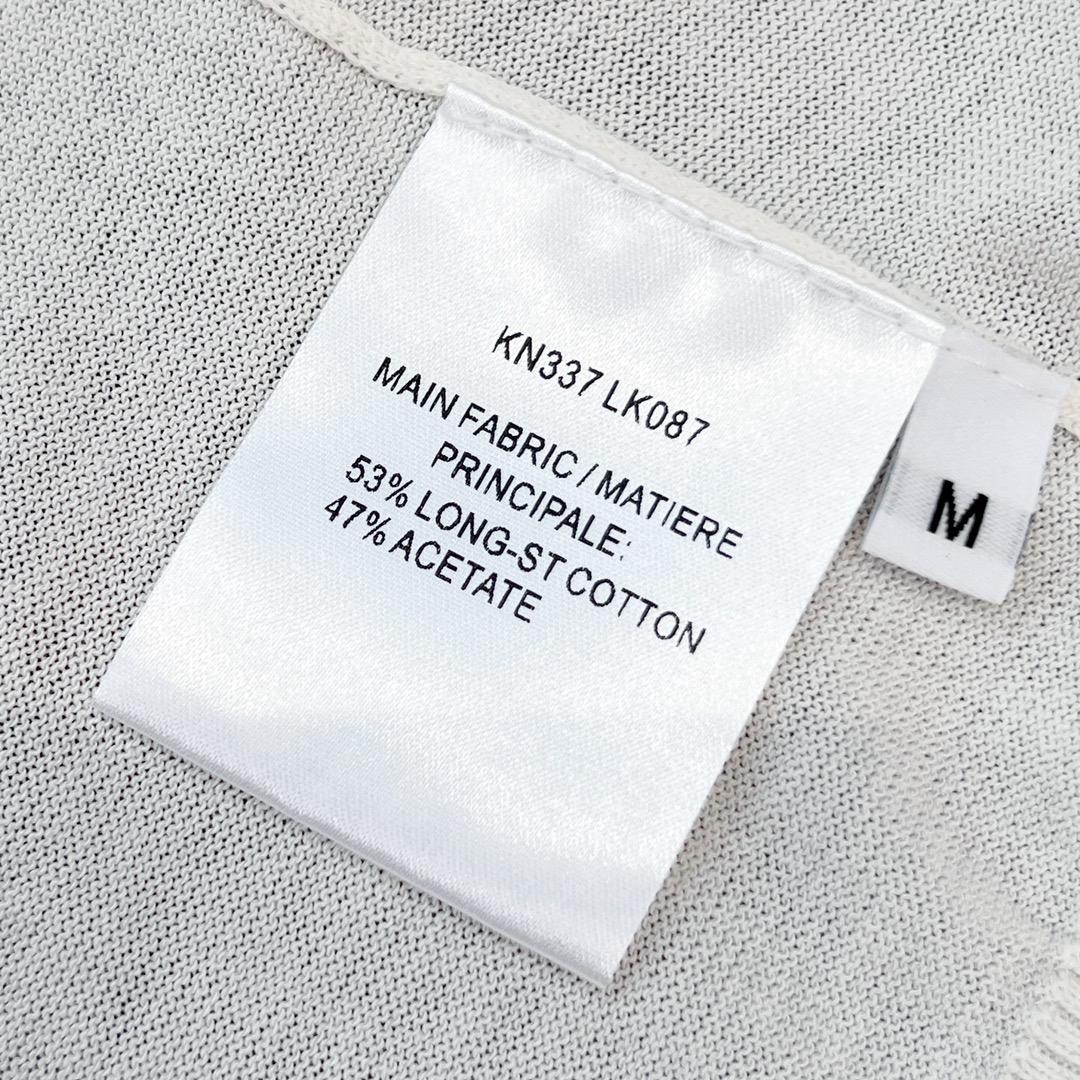 KN337 LK087
MAIN FABRIC / MATIERE
PRINCIPALE:
53% LONG-ST COTTON
47% ACETATE
M